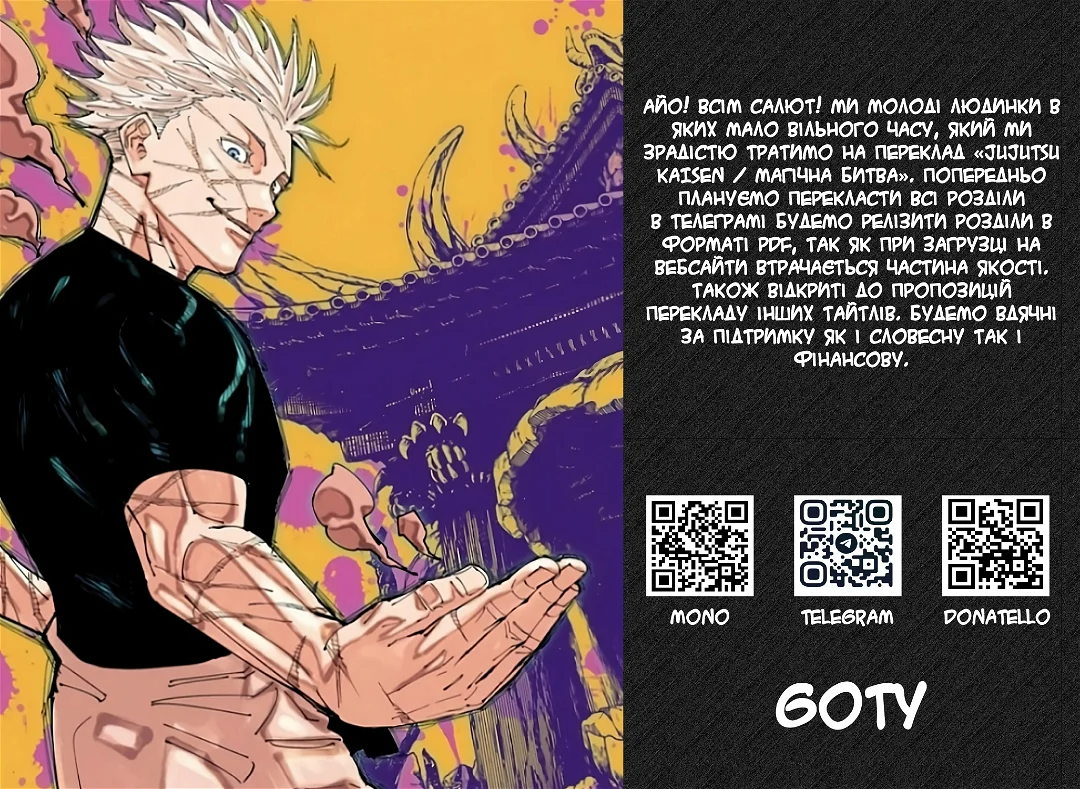 АЙО! ВСІМ САЛЮТ! МИ МОЛОДІ ЛЮДИНКИ В
ЯКИХ МАЛО ВІЛЬНОГО ЧАСУ, ЯКИЙ МИ
ЗРАДІСТЮ ТРАТИМО НА ПЕРЕКЛАД «JUJUTSU
KAISEN / МАГІЧНА БИТВА». ПОПЕРЕДНЬО
ПЛАНУЄМО ПЕРЕКЛАСТИ ВСІ РОЗДІЛИ
В ТЕЛЕГРАМІ БУДЕМО РЕЛІЗИТИ РОЗДІЛИ В
ФОРМАТІ PDF, ТАК ЯК ПРИ ЗАГРУЗЦІ НА
ВЕБСАЙТИ ВТРАЧАЄТЬСЯ ЧАСТИНА ЯКОСТІ.
ТАКОЖ ВІДКРИТІ ДО ПРОПОЗИЦІЙ
ПЕРЕКЛАДУ ІНШИХ ТАЙТЛІВ. БУДЕМО ВДЯЧНІ
ЗА ПІДТРИМКУ ЯК І СЛОВЕСНУ ТАК І
ФІНАНСОВУ.
MONO
TELEGRAM
DONATELLO
GOTY